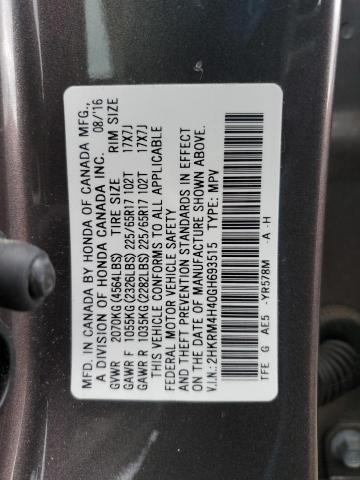 MFD. IN CANADA BY HONDA OF CANADA MFG.,
A DIVISION OF HONDA CANADA INC. 08/'16
GVWR 2070KG(4564LBS) TIRE SIZE RIM SIZE
GAWR F 1055KG(2326LBS) 225/65R17 102T 17X7J
GAWR R 1035KG(2282LBS) 225/65R17 102T 17X7J
THIS VEHICLE CONFORMS TO ALL APPLICABLE
FEDERAL MOTOR VEHICLE SAFETY
AND THEFT PREVENTION STANDARDS IN EFFECT
ON THE DATE OF MANUFACTURE SHOWN ABOVE.
V.I.N.: 2HKRM4H40GH693515 TYPE: MPV
TFE G AE5 -YR578M -A -H